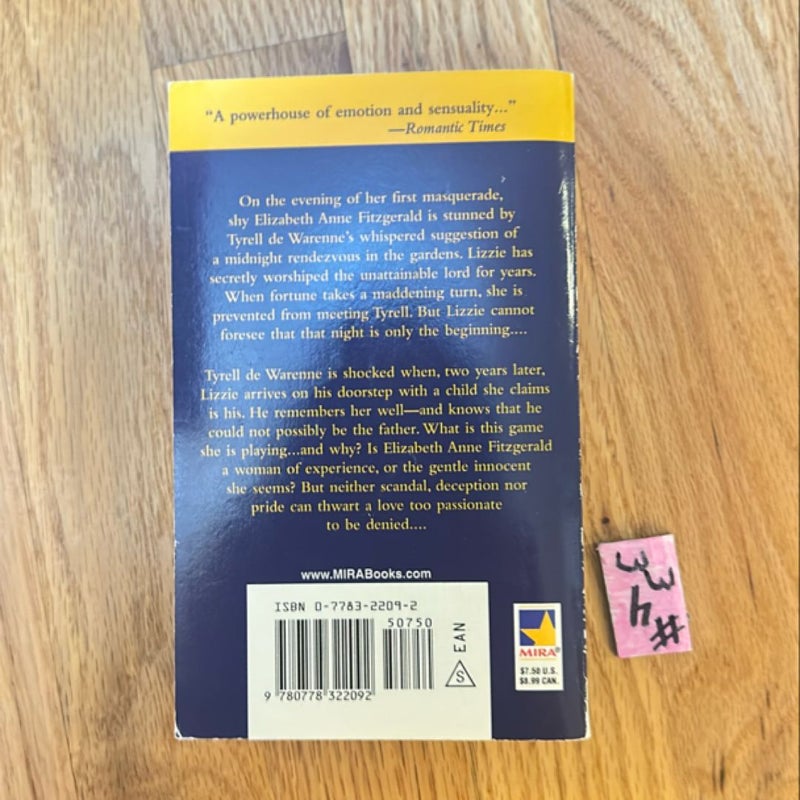 “A powerhouse of emotion and sensuality...”
—Romantic Times
On the evening of her first masquerade,
shy Elizabeth Anne Fitzgerald is stunned by
Tyrell de Warenne's whispered suggestion of
a midnight rendezvous in the gardens. Lizzie has
secretly worshiped the unattainable lord for years.
When fortune takes a maddening turn, she is
prevented from meeting Tyrell. But Lizzie cannot
foresee that that night is only the beginning....
Tyrell de Warenne is shocked when, two years later,
Lizzie arrives on his doorstep with a child she claims
is his. He remembers her well—and knows that he
could not possibly be the father. What is this game
she is playing...and why? Is Elizabeth Anne Fitzgerald
a woman of experience, or the gentle innocent
she seems? But neither scandal, deception nor
pride can thwart a love too passionate
to be denied....
www.MIRABooks.com
ISBN 0-7783-2209-2
50750
EAN
S
9 780778 322092
MIRA®
$7.50 U.S.
$8.99 CAN.
#433